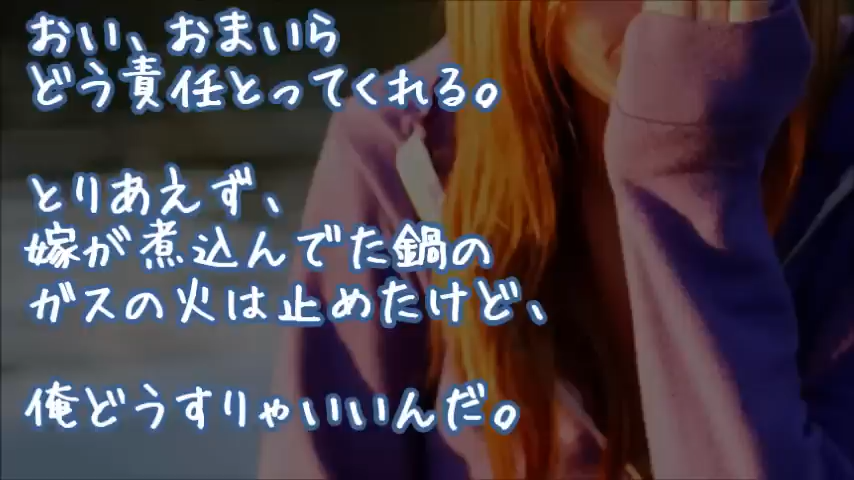 おい、おまいら
どう責任とってくれる。
とりあえず、
嫁が煮込んでた鍋の
ガスの火は止めたけど、
俺どうすりゃいいんだ。